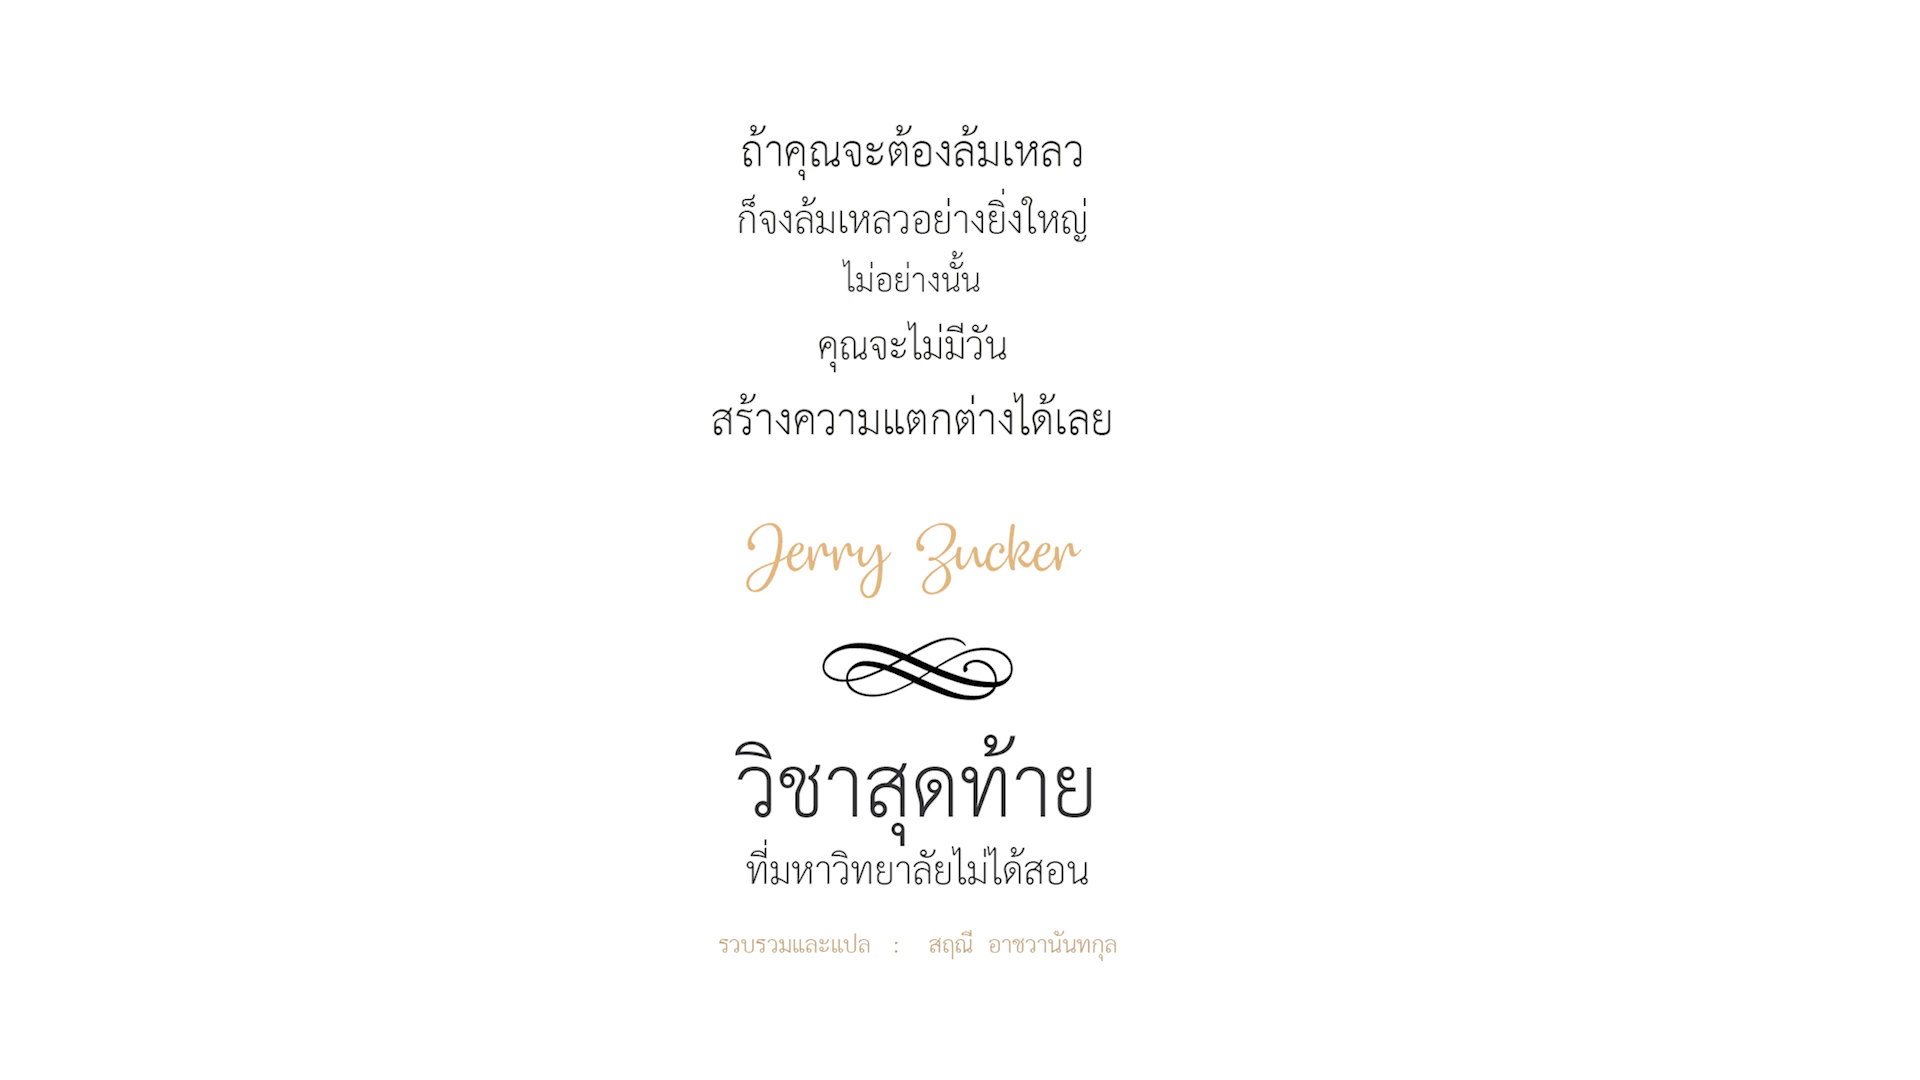 ถ้าคุณจะต้องล้มเหลว
ก็จงล้มเหลวอย่างยิ่งใหญ่
ไม่อย่างนั้น
คุณจะไม่มีวัน
สร้างความแตกต่างได้เลย
Jerry Zucker
วิชาสุดท้าย
ที่มหาวิทยาลัยไม่ได้สอน
รวบรวมและแปล : สฤณี อาชวานันทกุล